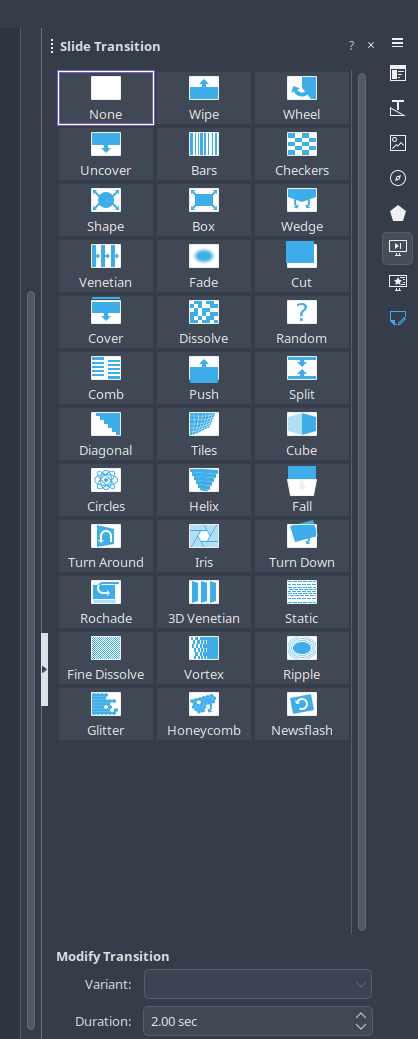 Slide Transition
None Wipe Wheel
Uncover Bars Checkers
Shape Box Wedge
Venetian Fade Cut
Cover Dissolve Random
Comb Push Split
Diagonal Tiles Cube
Circles Helix Fall
Turn Around Iris Turn Down
Rochade 3D Venetian Static
Fine Dissolve Vortex Ripple
Glitter Honeycomb Newsflash
Modify Transition
Variant:
Duration: 2.00 sec